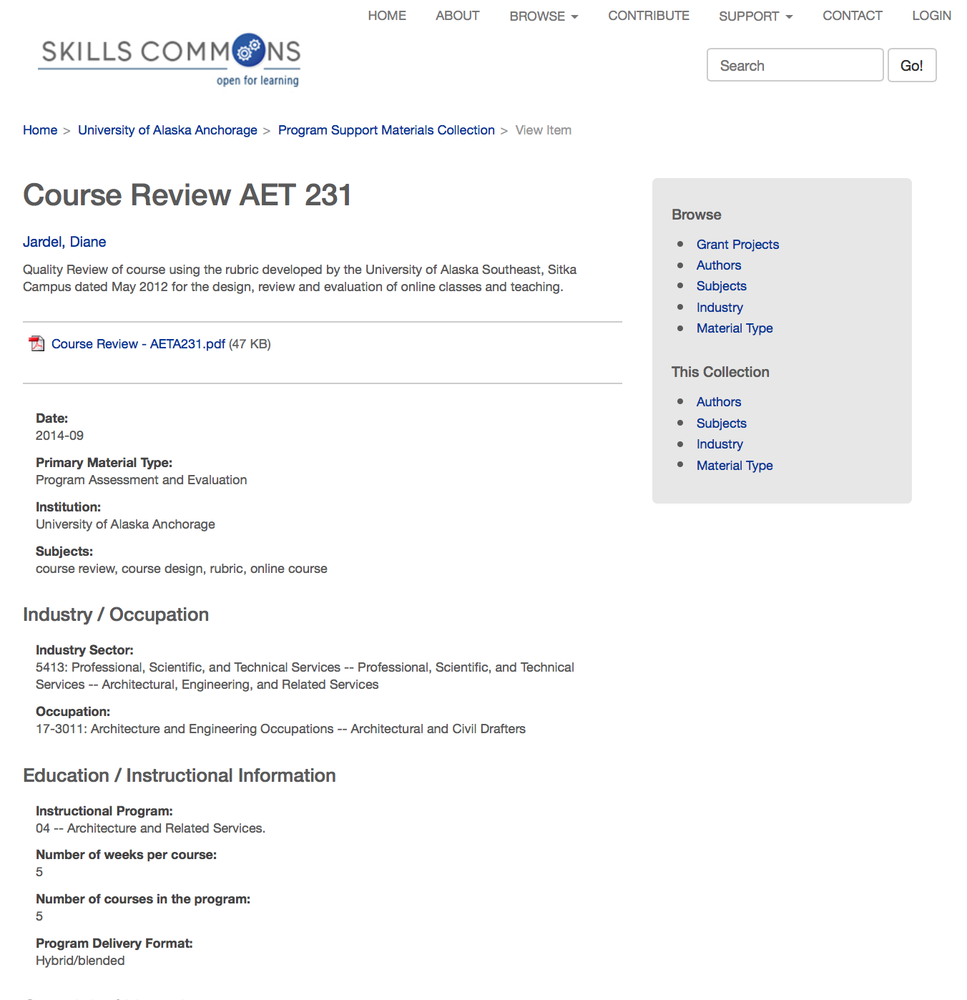 HOME ABOUT BROWSE CONTRIBUTE SUPPORT CONTACT LOGIN
SKILLS COMMONS
open for learning
Search Go!
Home > University of Alaska Anchorage > Program Support Materials Collection > View Item
Course Review AET 231
Jardel, Diane
Quality Review of course using the rubric developed by the University of Alaska Southeast, Sitka
Campus dated May 2012 for the design, review and evaluation of online classes and teaching.
Course Review - AETA231.pdf (47 KB)
Date:
2014-09
Primary Material Type:
Program Assessment and Evaluation
Institution:
University of Alaska Anchorage
Subjects:
course review, course design, rubric, online course
Industry / Occupation
Industry Sector:
5413: Professional, Scientific, and Technical Services -- Professional, Scientific, and Technical
Services -- Architectural, Engineering, and Related Services
Occupation:
17-3011: Architecture and Engineering Occupations -- Architectural and Civil Drafters
Education / Instructional Information
Instructional Program:
04 -- Architecture and Related Services.
Number of weeks per course:
5
Number of courses in the program:
5
Program Delivery Format:
Hybrid/blended
Browse
Grant Projects
Authors
Subjects
Industry
Material Type
This Collection
Authors
Subjects
Industry
Material Type